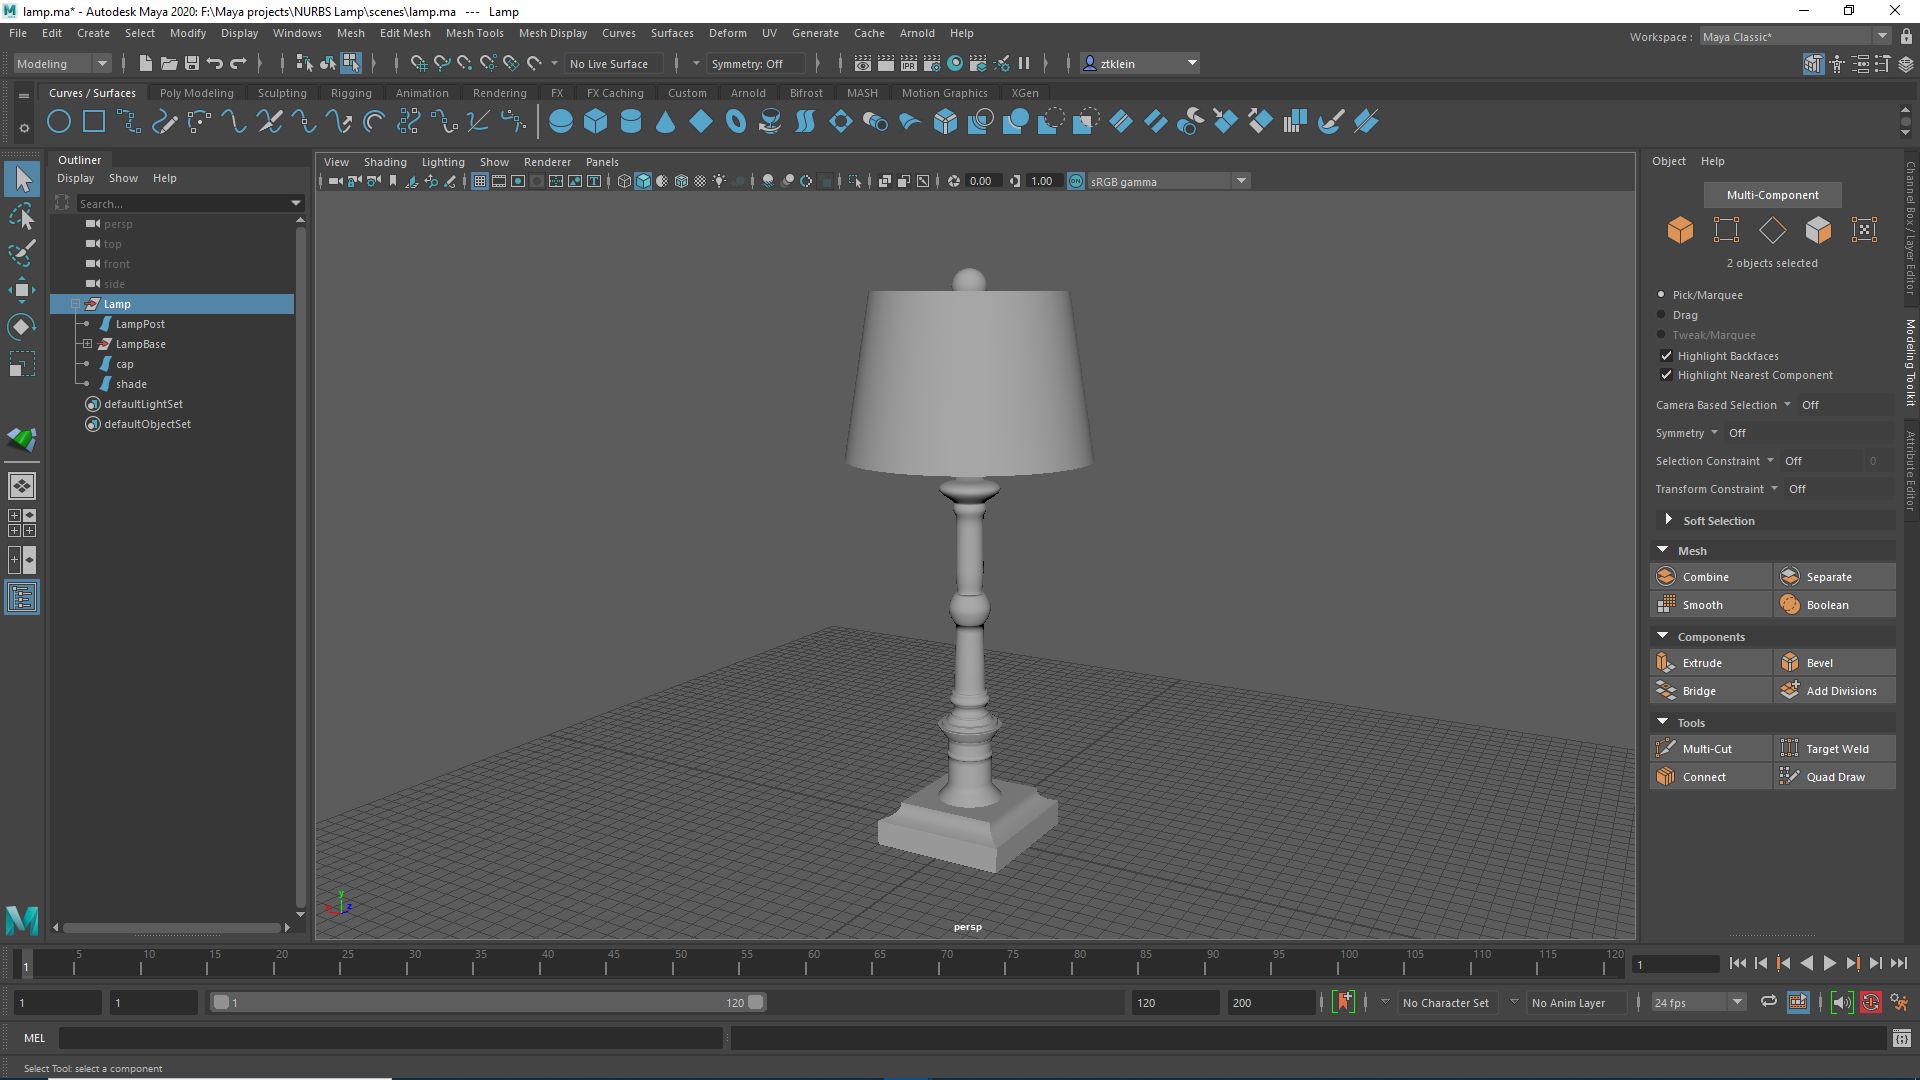 lamp.ma* - Autodesk Maya 2020: F:\Maya projects\NURBS Lamp\scenes\lamp.ma --- Lamp
File Edit Create Select Modify Display Windows Mesh Edit Mesh Mesh Tools Mesh Display Curves Surfaces Deform UV Generate Cache Arnold Help
Workspace : Maya Classic*
Modeling No Live Surface Symmetry: Off ztklein
Curves / Surfaces Poly Modeling Sculpting Rigging Animation Rendering FX FX Caching Custom Arnold Bifrost MASH Motion Graphics XGen
Outliner
Display Show Help
Search...
persp
top
front
side
Lamp
LampPost
LampBase
cap
shade
defaultLightSet
defaultObjectSet
View Shading Lighting Show Renderer Panels
0.00 1.00 ON sRGB gamma
y
x
z
persp
Object Help
Multi-Component
2 objects selected
Pick/Marquee
Drag
Tweak/Marquee
Highlight Backfaces
Highlight Nearest Component
Camera Based Selection Off
Symmetry Off
Selection Constraint Off 0
Transform Constraint Off
Soft Selection
Mesh
Combine Separate
Smooth Boolean
Components
Extrude Bevel
Bridge Add Divisions
Tools
Multi-Cut Target Weld
Connect Quad Draw
Channel Box / Layer Editor
Modeling Toolkit
Attribute Editor
5 10 15 20 25 30 35 40 45 50 55 60 65 70 75 80 85 90 95 100 105 110 115 120
1 1
1 1 1 120 120 200 No Character Set No Anim Layer 24 fps
MEL
Select Tool: select a component